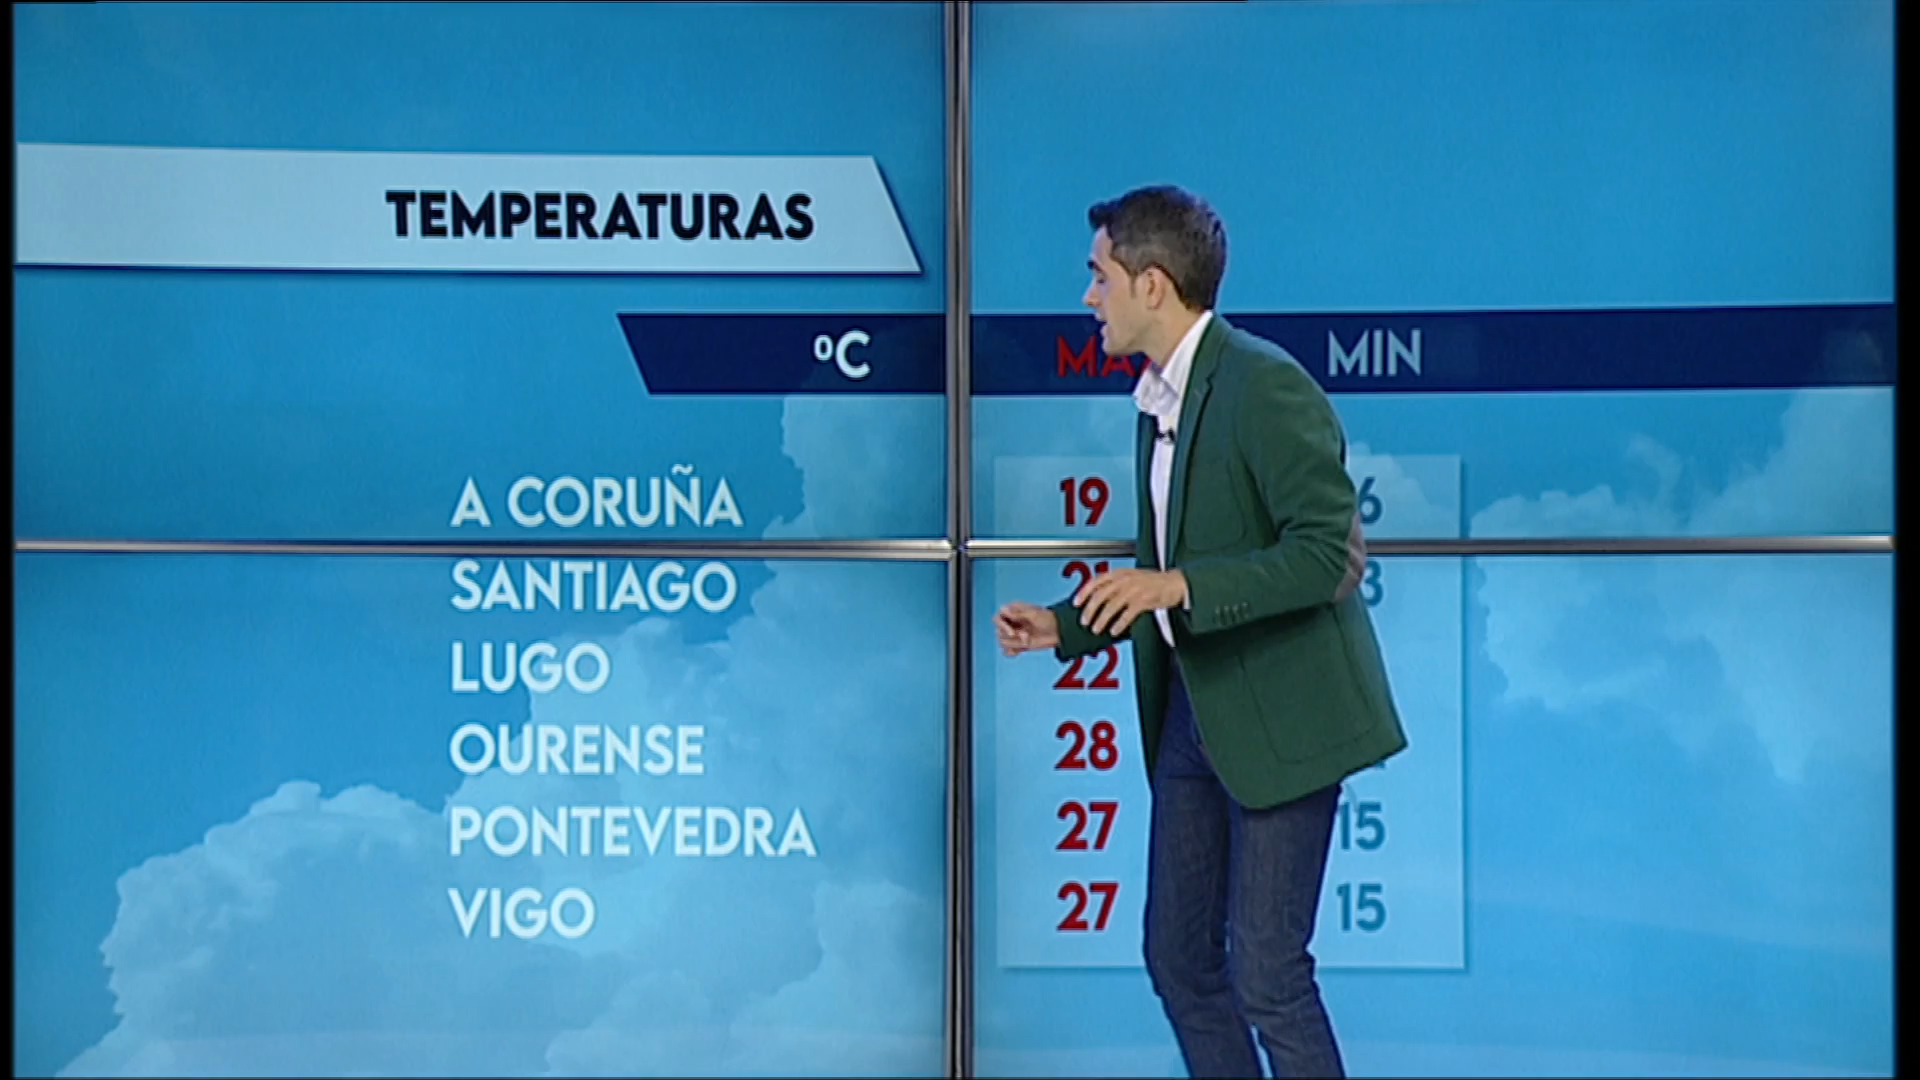 TEMPERATURAS
ºC MIN
A CORUÑA 19
SANTIAGO
LUGO 22
OURENSE 28
PONTEVEDRA 27 15
VIGO 27 15